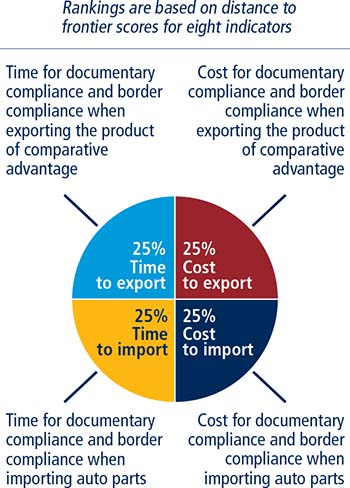 Rankings are based on distance to
frontier scores for eight indicators
Time for documentary
compliance and border
compliance when
exporting the product
of comparative
advantage
Cost for documentary
compliance and border
compliance when
exporting the product
of comparative
advantage
25%
Time
to export
25%
Cost
to export
25%
Time
to import
25%
Cost
to import
Time for documentary
compliance and border
compliance when
importing auto parts
Cost for documentary
compliance and border
compliance when
importing auto parts